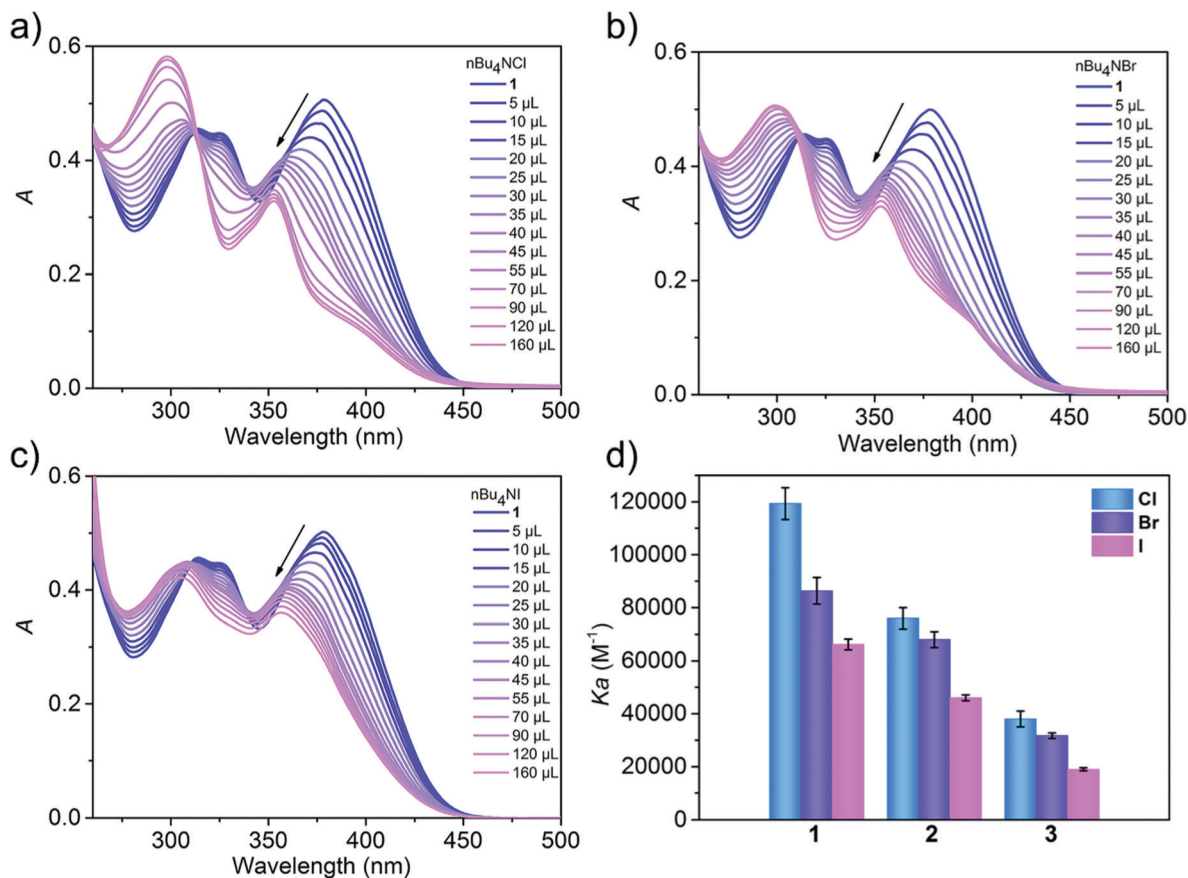 a)
0.6
0.4
0.2
0.0
A
300 350 400 450 500
Wavelength (nm)
nBu4NCl
1
5 µL
10 µL
15 µL
20 µL
25 µL
30 µL
35 µL
40 µL
45 µL
55 µL
70 µL
90 µL
120 µL
160 µL
b)
0.6
0.4
0.2
0.0
A
300 350 400 450 500
Wavelength (nm)
nBu4NBr
1
5 µL
10 µL
15 µL
20 µL
25 µL
30 µL
35 µL
40 µL
45 µL
55 µL
70 µL
90 µL
120 µL
160 µL
c)
0.6
0.4
0.2
0.0
A
300 350 400 450 500
Wavelength (nm)
nBu4NI
1
5 µL
10 µL
15 µL
20 µL
25 µL
30 µL
35 µL
40 µL
45 µL
55 µL
70 µL
90 µL
120 µL
160 µL
d)
120000
100000
80000
60000
40000
20000
0
Ka (M-1)
1 2 3
Cl
Br
I